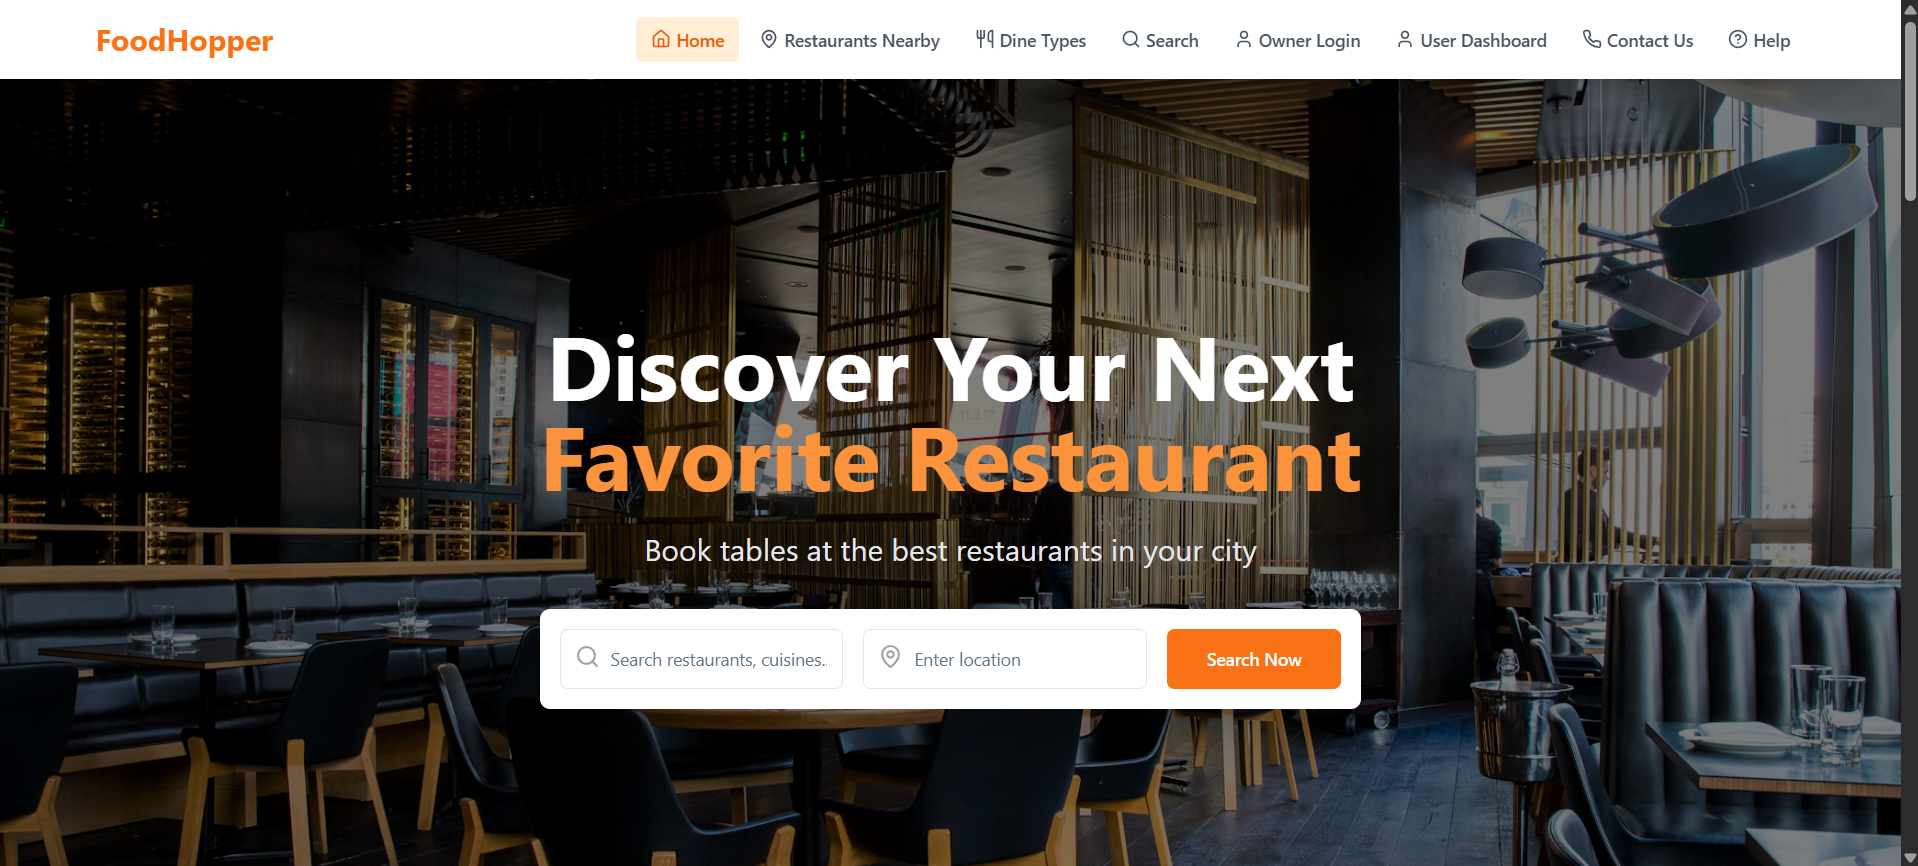 FoodHopper
Home
Restaurants Nearby
Dine Types
Search
Owner Login
User Dashboard
Contact Us
Help
Discover Your Next
Favorite Restaurant
Book tables at the best restaurants in your city
Search restaurants, cuisines..
Enter location
Search Now